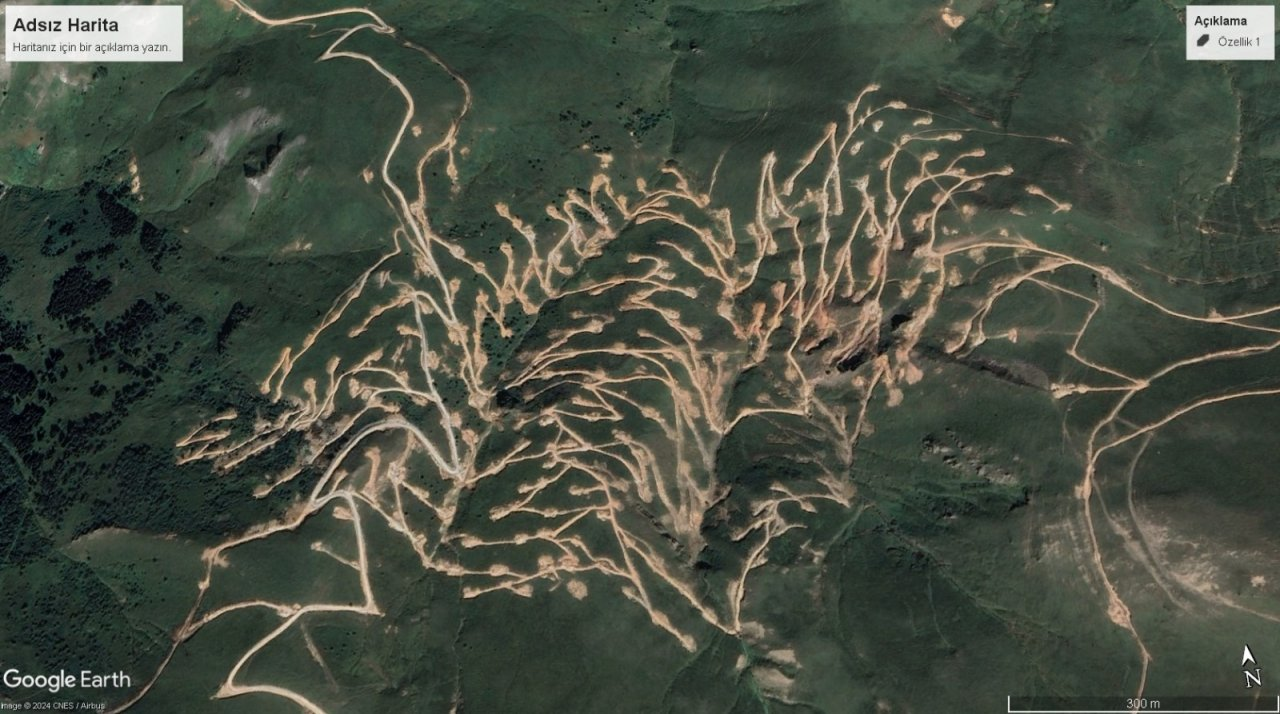 Adsız Harita
Haritanız için bir açıklama yazın.
Açıklama
Özellik 1
Google Earth
Image © 2024 CNES / Airbus
N
300 m